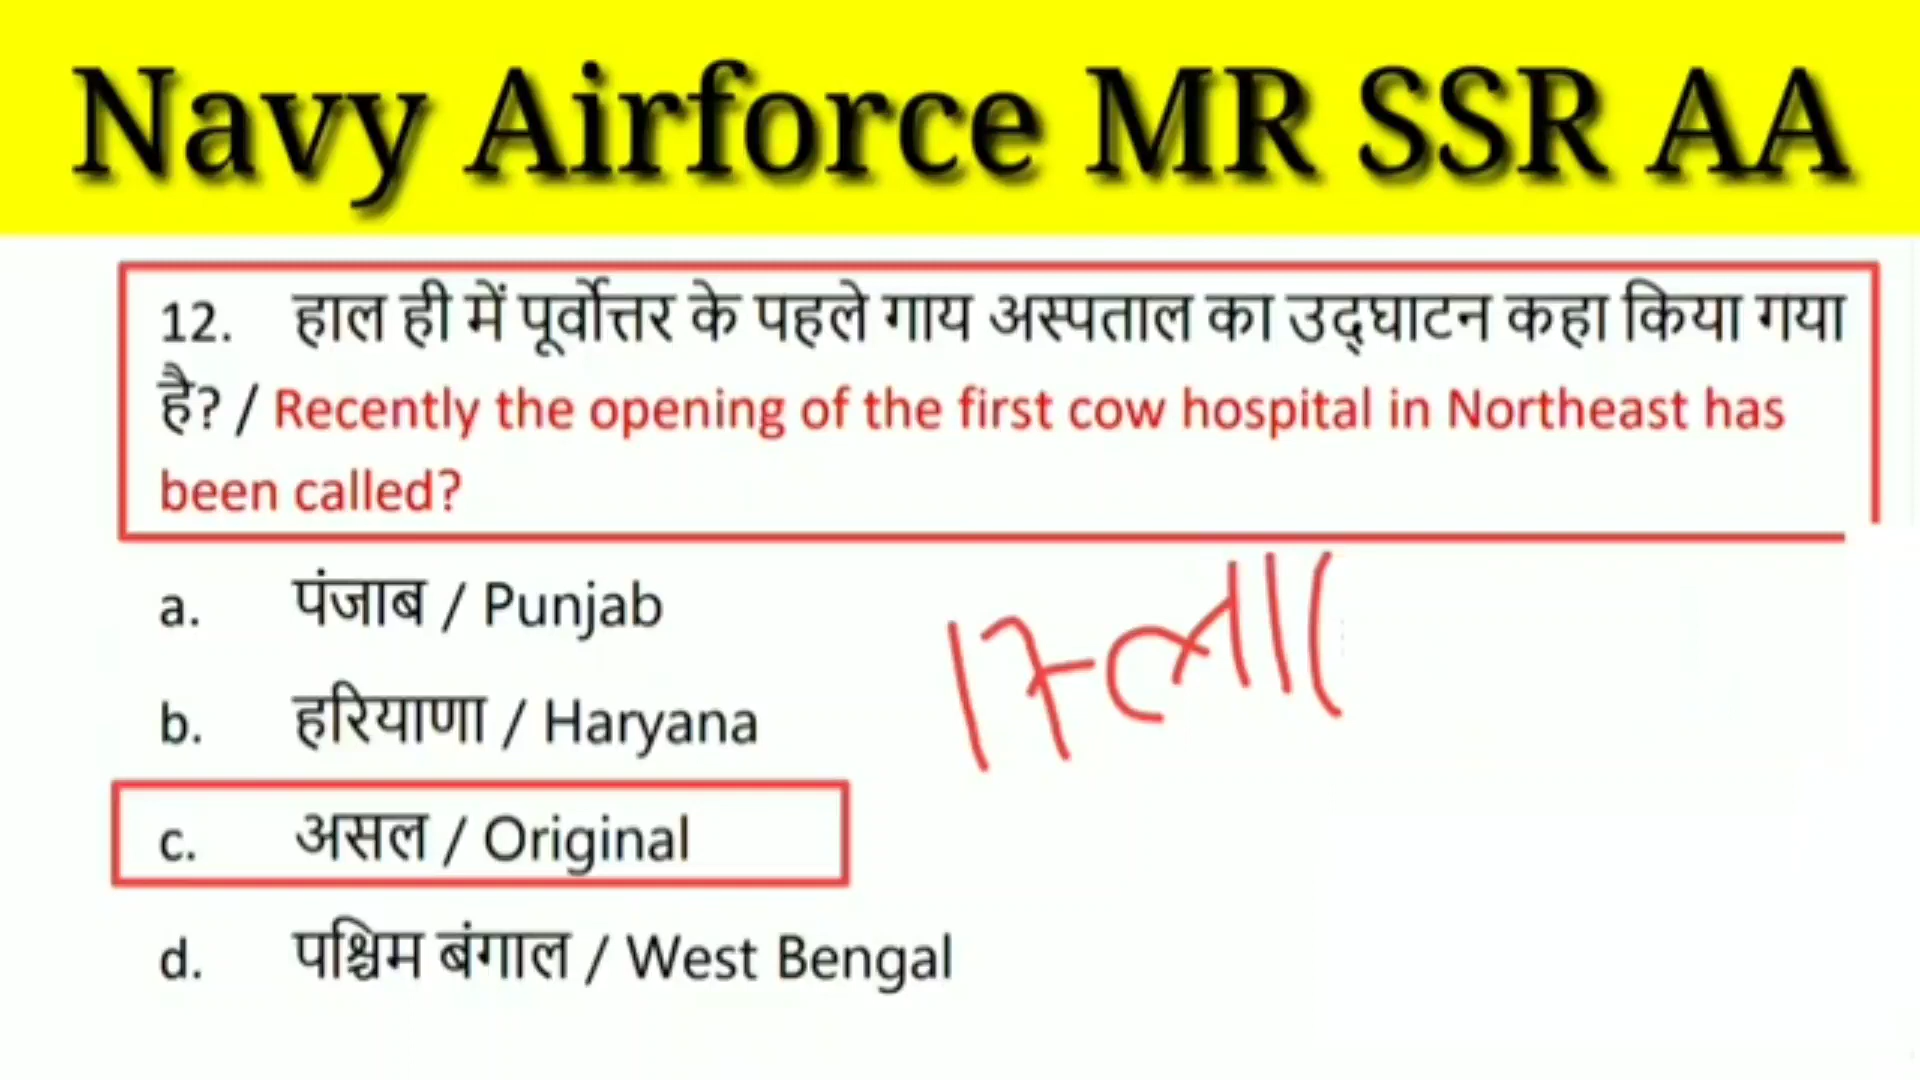 Navy Airforce MR SSR AA
12. हाल ही में पूर्वोत्तर के पहले गाय अस्पताल का उद्घाटन कहा किया गया
है? / Recently the opening of the first cow hospital in Northeast has
been called?
a. पंजाब / Punjab
b. हरियाणा / Haryana
c. असल / Original
d. पश्चिम बंगाल / West Bengal